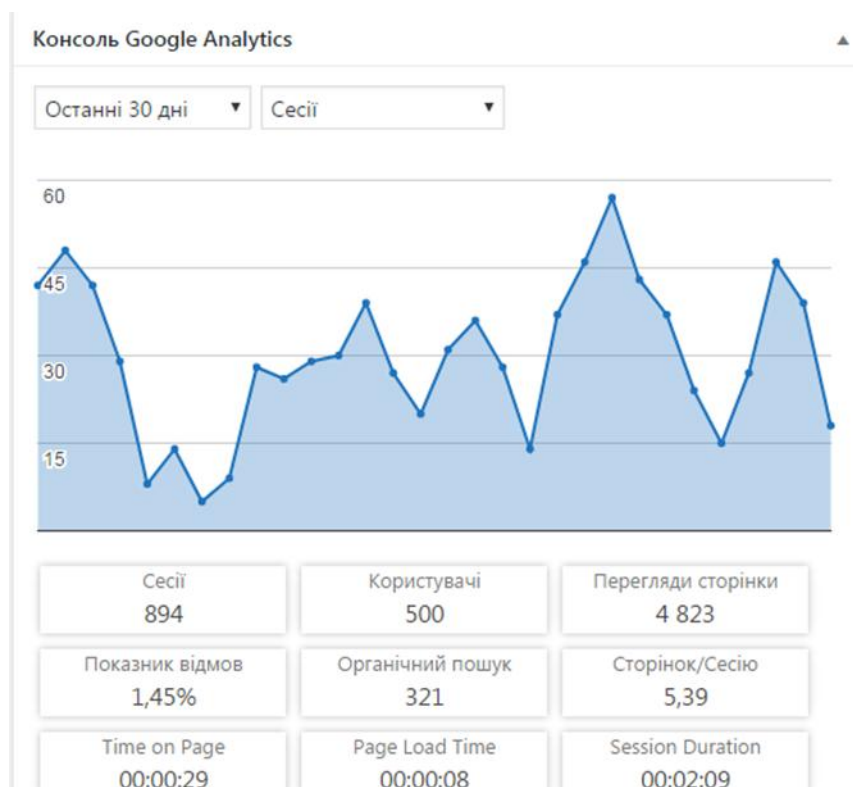 Консоль Google Analytics
Останні 30 дні Сесії
60
45
30
15
Сесії Користувачі Перегляди сторінки
894 500 4 823
Показник відмов Органічний пошук Сторінок/Сесію
1,45% 321 5,39
Time on Page Page Load Time Session Duration
00:00:29 00:00:08 00:02:09